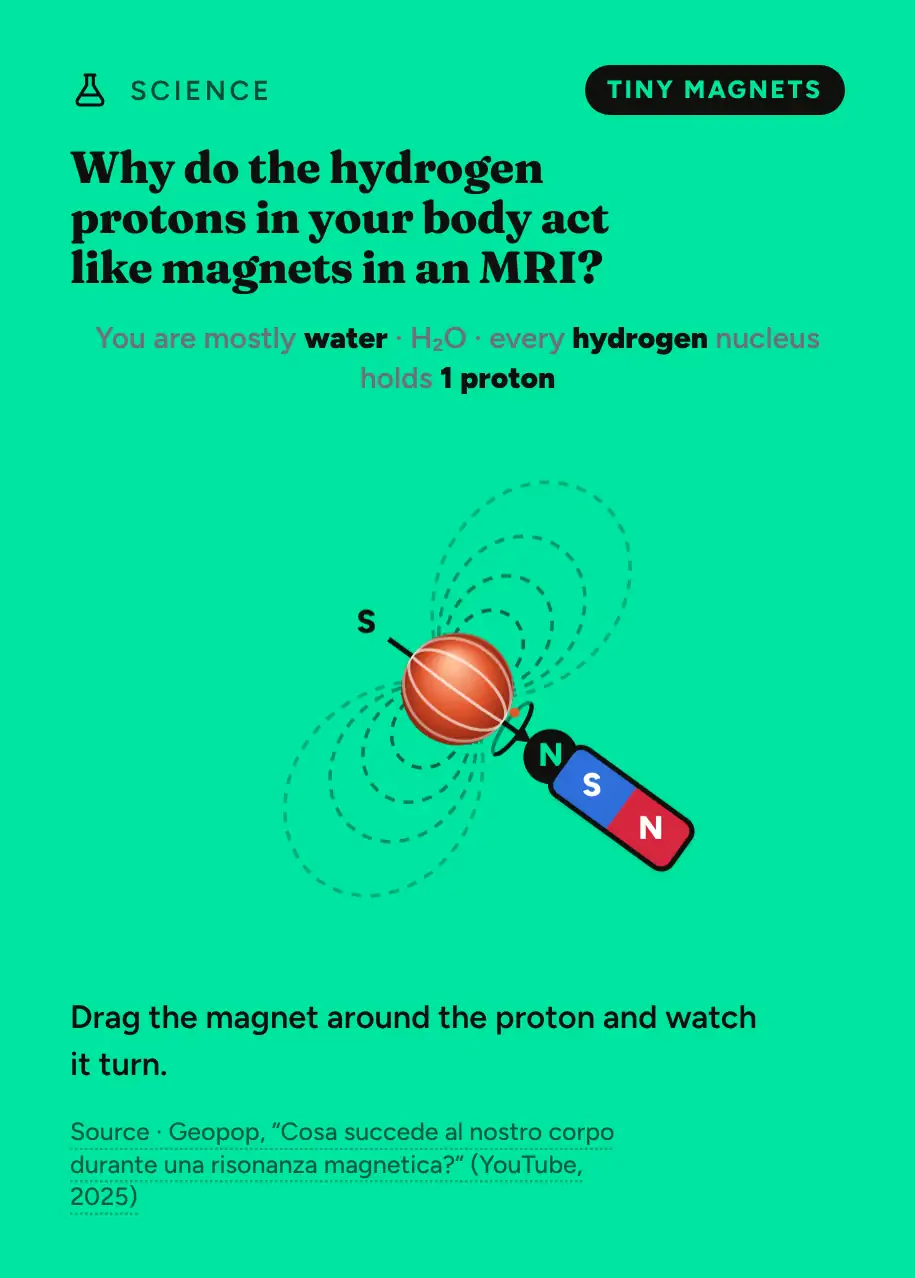 SCIENCE
TINY MAGNETS
Why do the hydrogen
protons in your body act
like magnets in an MRI?
You are mostly water · H₂O · every hydrogen nucleus
holds 1 proton
S
N
S
N
Drag the magnet around the proton and watch
it turn.
Source · Geopop, “Cosa succede al nostro corpo
durante una risonanza magnetica?” (YouTube,
2025)